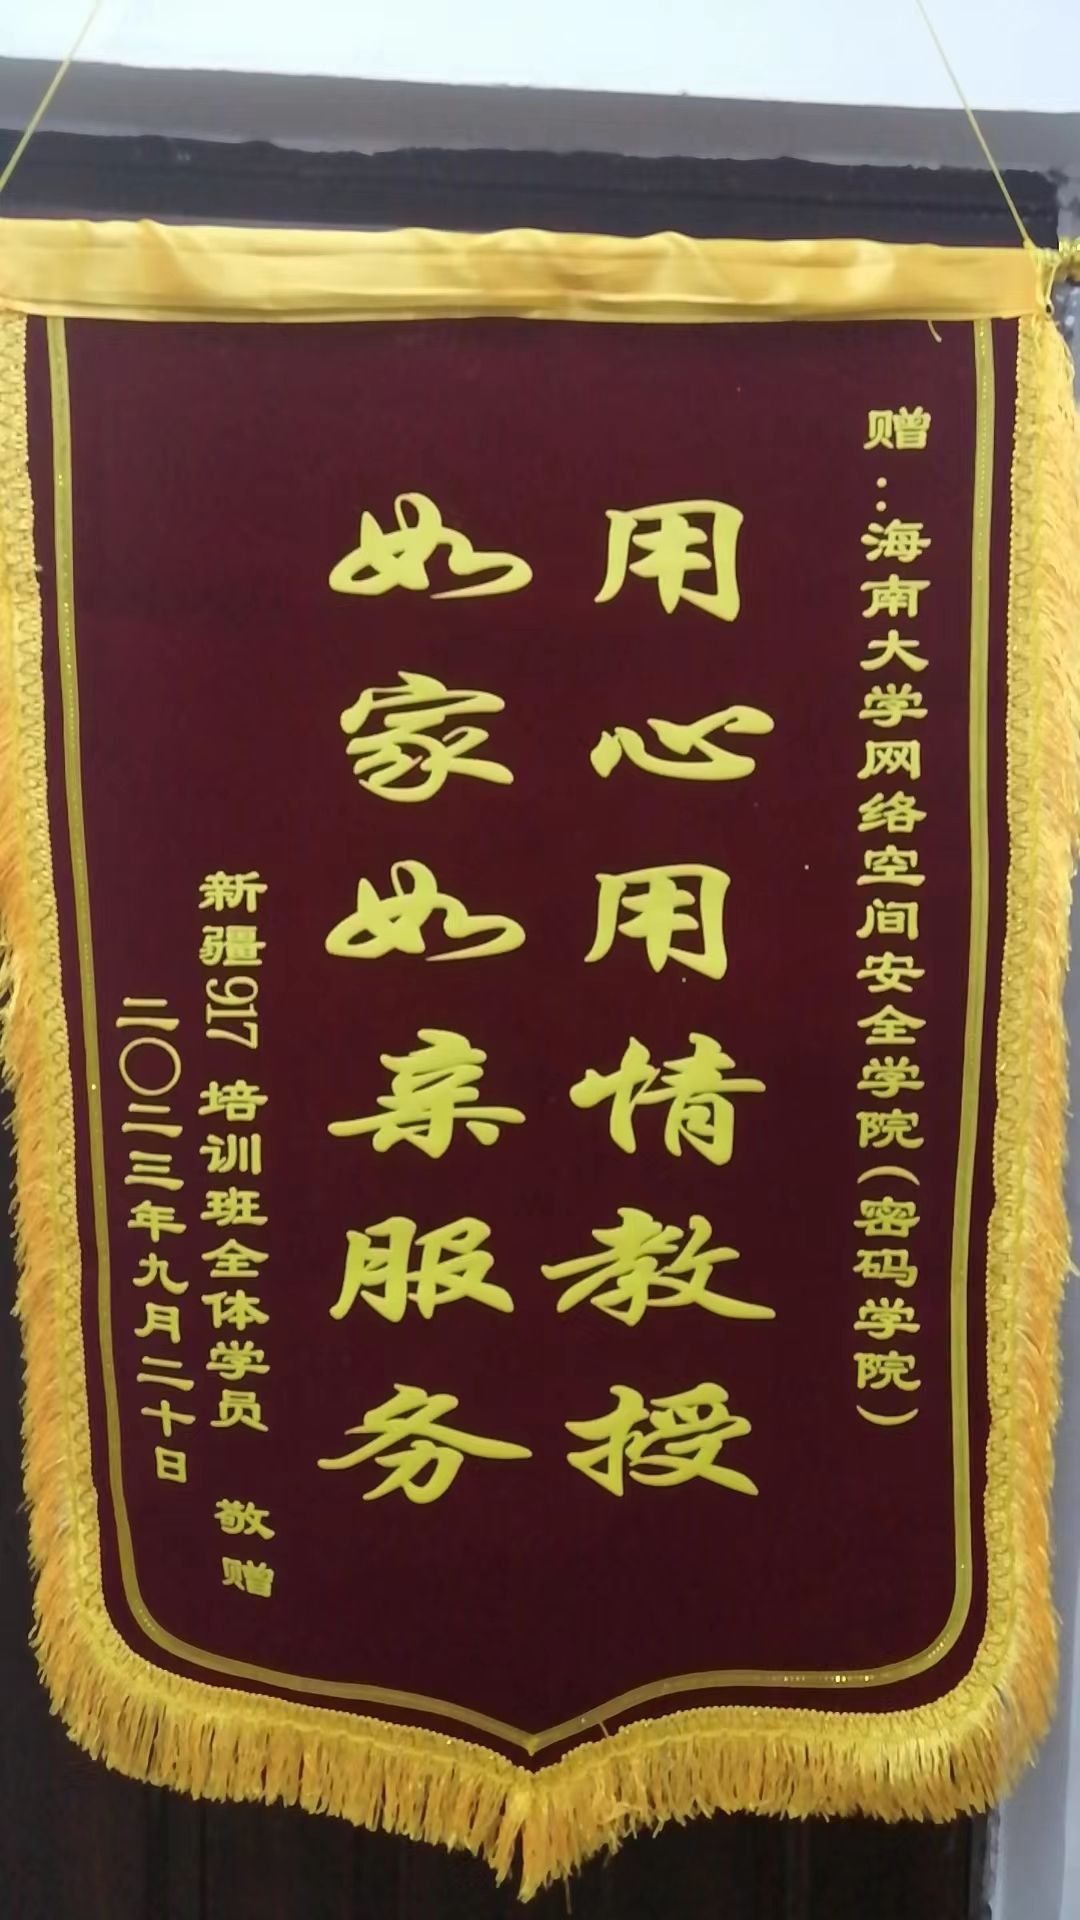 赠：海南大学网络空间安全学院（密码学院）
用心用情教授
如家如亲服务
新疆917 培训班全体学员 敬赠
二〇二三年九月二十日